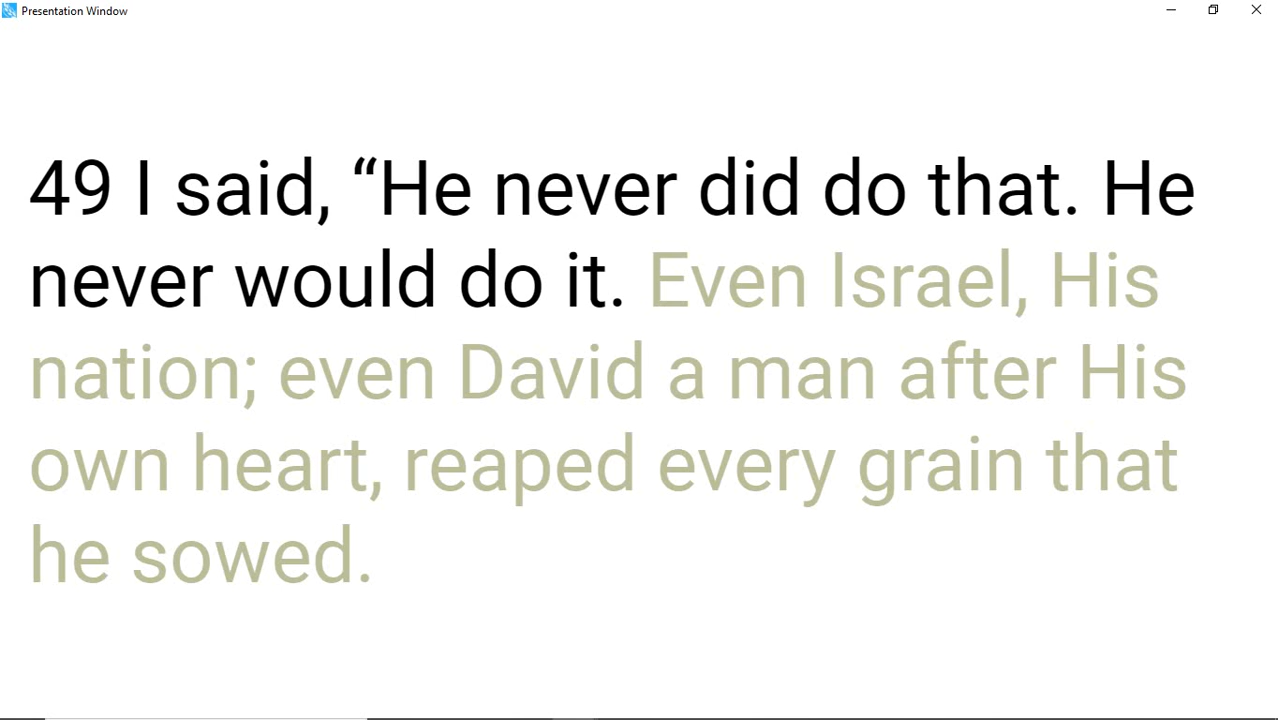 Presentation Window
49 I said, “He never did do that. He
never would do it. Even Israel, His
nation; even David a man after His
own heart, reaped every grain that
he sowed.